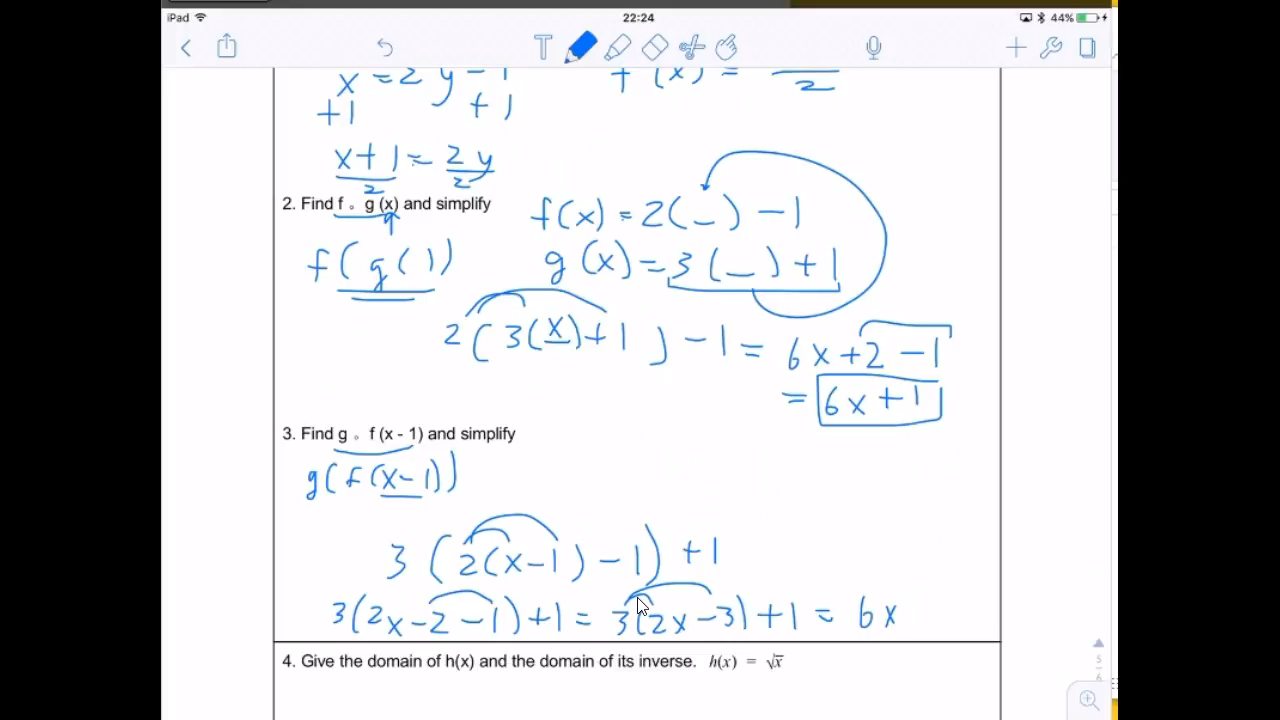 iPad 22:24 44%
T
x = 2y - 1
+1 +1
f (x) =
2
x + 1 = 2y
2 2
2. Find f ∘ g (x) and simplify
f(x) = 2( _ ) - 1
f( g( ) )
g(x) = 3( _ ) + 1
2( 3(x) + 1 ) - 1 = 6x + 2 - 1
= 6x + 1
3. Find g ∘ f (x - 1) and simplify
g(f(x-1))
3 ( 2(x-1) - 1) + 1
3(2x - 2 - 1) + 1 = 3(2x - 3) + 1 = 6x
4. Give the domain of h(x) and the domain of its inverse. h(x) = √x
5
6